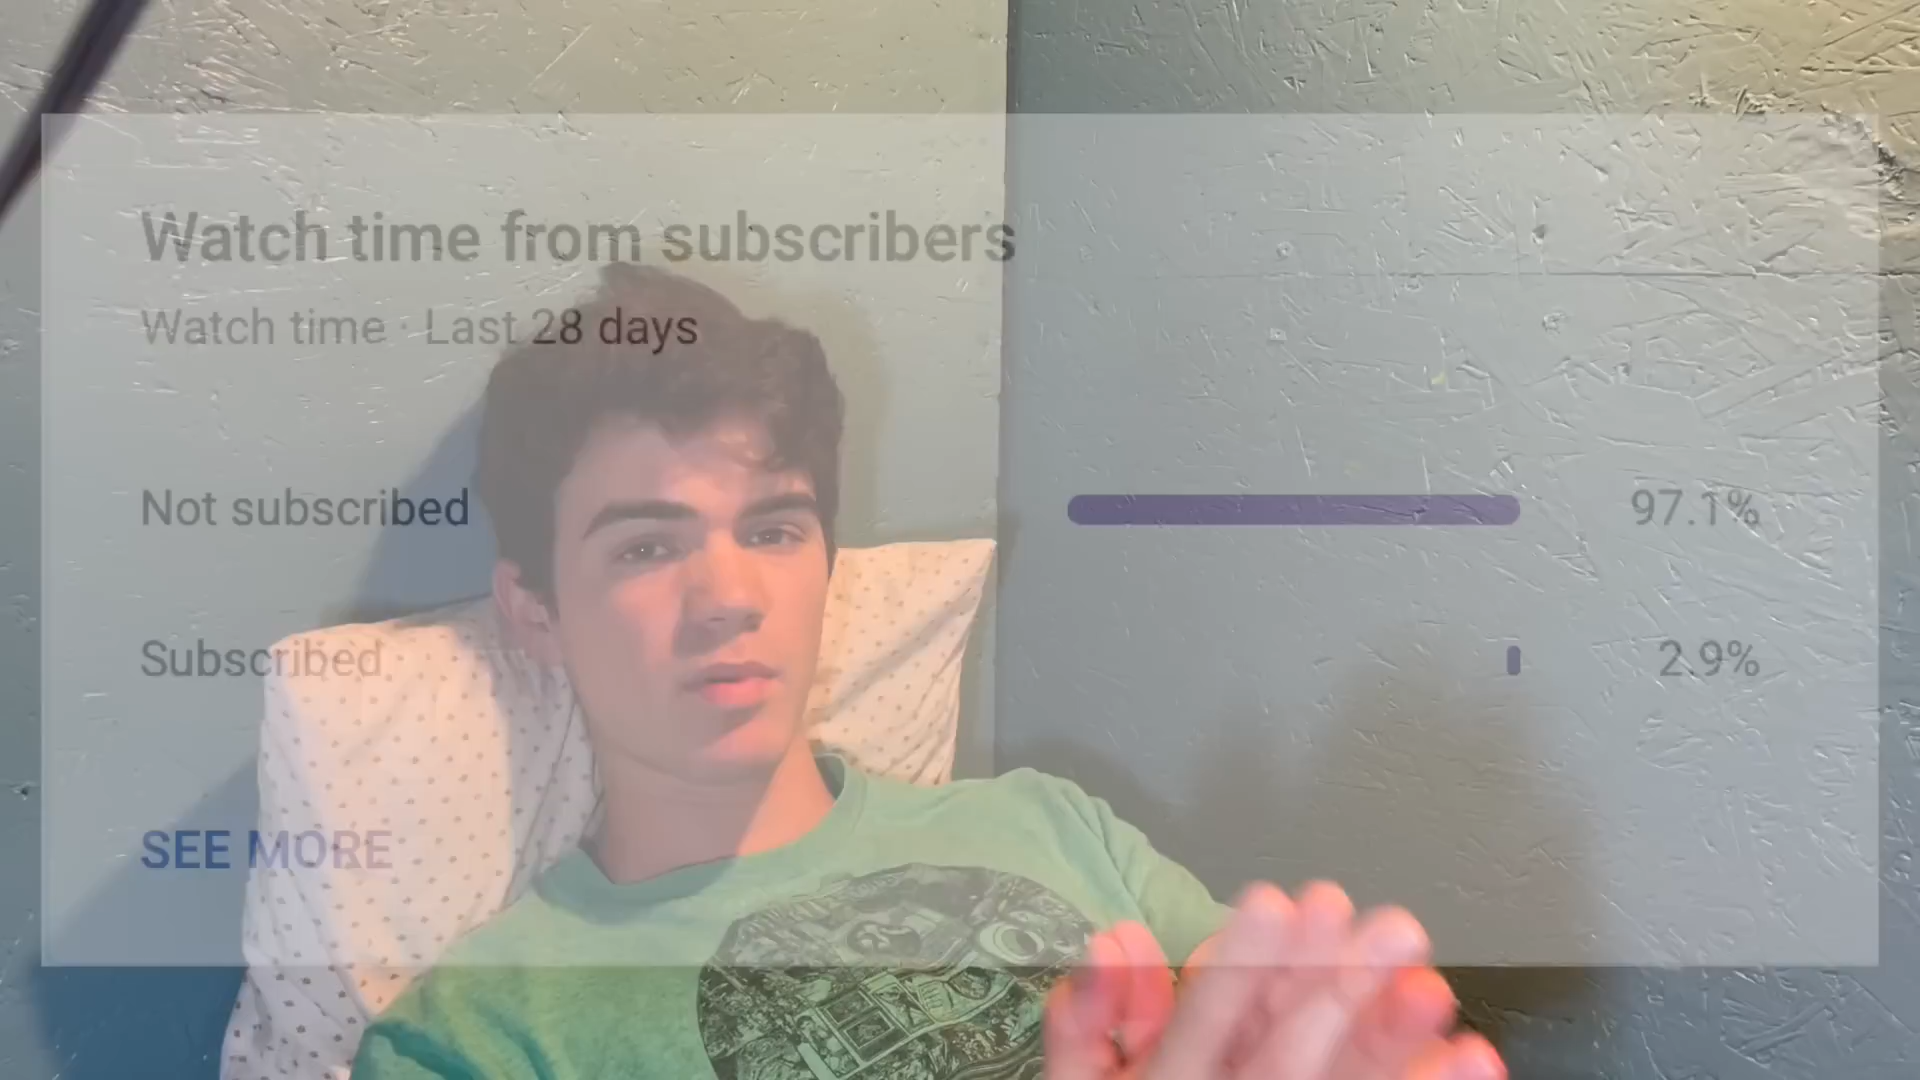 Watch time from subscribers
Watch time · Last 28 days
Not subscribed 97.1%
Subscribed 2.9%
SEE MORE